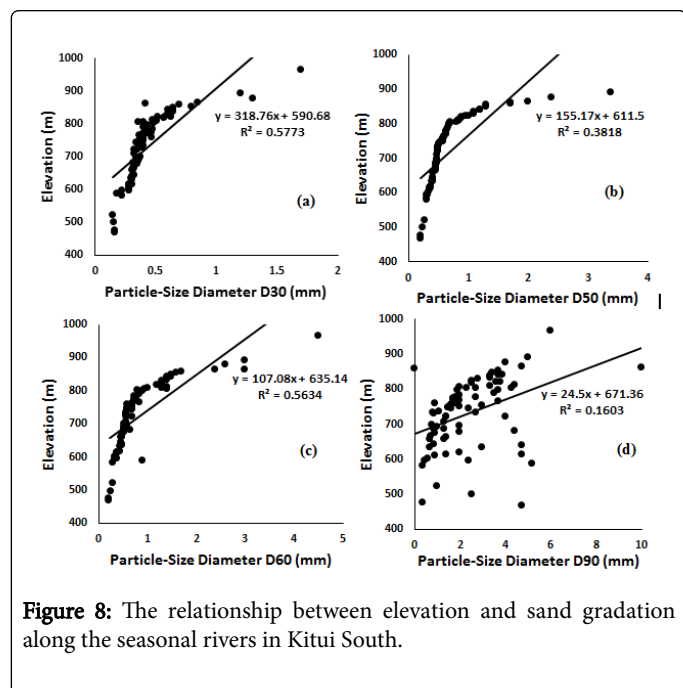 1000
900
800
700
600
500
400
Elevation (m)
y = 318.76x + 590.68
R² = 0.5773
(a)
0
0.5
1
1.5
2
Particle-Size Diameter D30 (mm)
1000
900
800
700
600
500
400
Elevation (m)
y = 155.17x + 611.5
R² = 0.3818
(b)
0
1
2
3
4
Particle-Size Diameter D50 (mm)
1000
900
800
700
600
500
400
Elevation (m)
y = 107.08x + 635.14
R² = 0.5634
(c)
0
1
2
3
4
5
Particle-Size Diameter D60 (mm)
1000
900
800
700
600
500
400
Elevation (m)
y = 24.5x + 671.36
R² = 0.1603
(d)
0
2
4
6
8
10
Particle-Size Diameter D90 (mm)
Figure 8: The relationship between elevation and sand gradation
along the seasonal rivers in Kitui South.